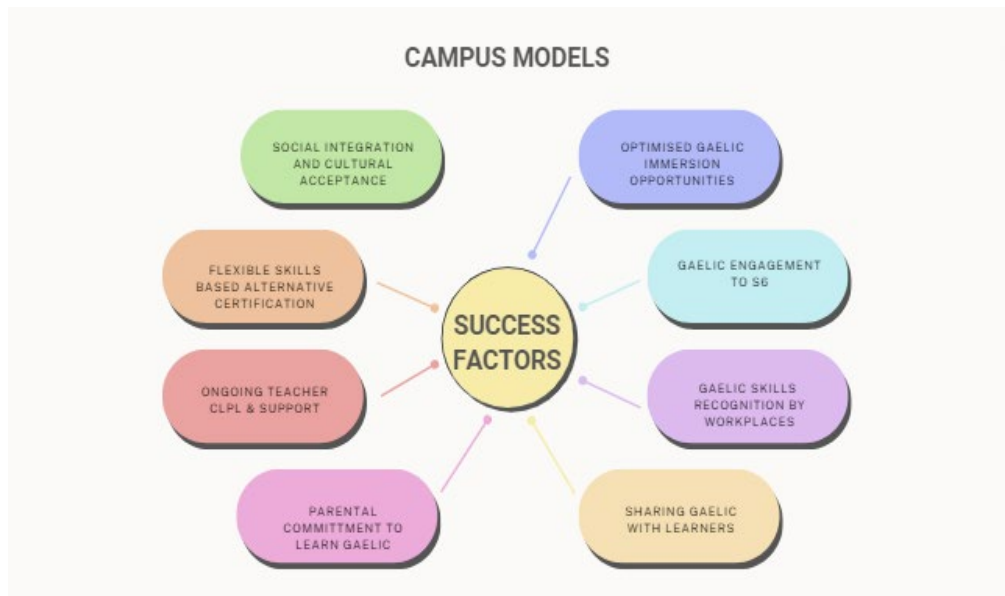 CAMPUS MODELS
SOCIAL INTEGRATION
AND CULTURAL
ACCEPTANCE
OPTIMISED GAELIC
IMMERSION
OPPORTUNITIES
FLEXIBLE SKILLS
BASED ALTERNATIVE
CERTIFICATION
GAELIC ENGAGEMENT
TO S6
SUCCESS
FACTORS
ONGOING TEACHER
CLPL & SUPPORT
GAELIC SKILLS
RECOGNITION BY
WORKPLACES
PARENTAL
COMMITTMENT TO
LEARN GAELIC
SHARING GAELIC
WITH LEARNERS